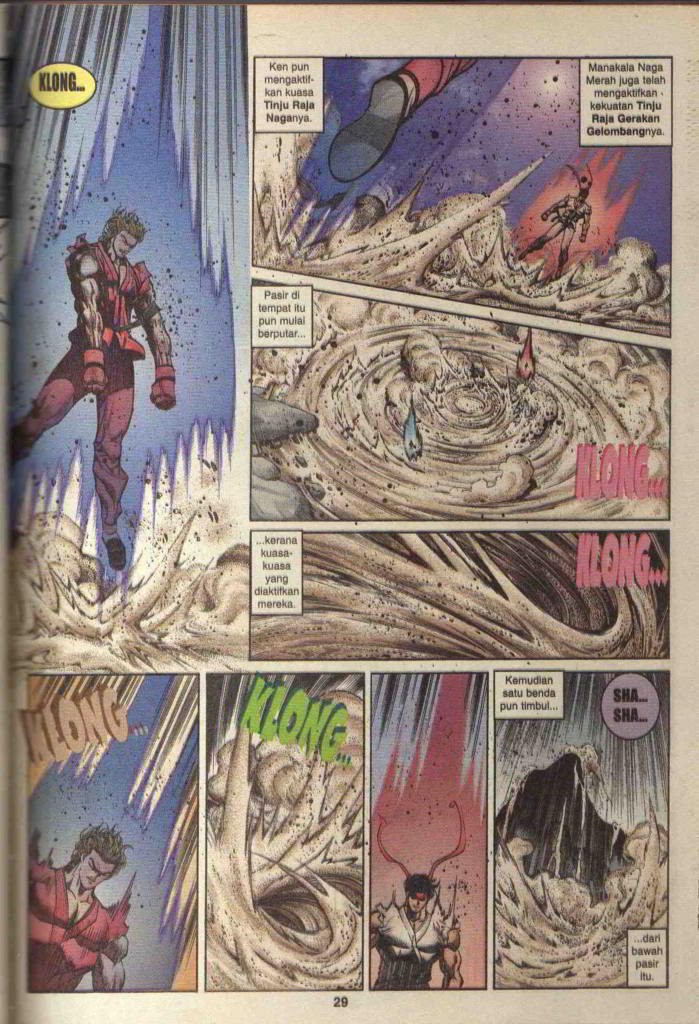 KLONG...
Ken pun
mengaktif-
kan kuasa
Tinju Raja
Naganya.
Manakala Naga
Merah juga telah
mengaktifkan
kekuatan Tinju
Raja Gerakan
Gelombangnya.
Pasir di
tempat itu
pun mulai
berputar...
KLONG...
...kerana
kuasa-
kuasa
yang
diaktifkan
mereka.
KLONG...
KLONG...
KLONG...
Kemudian
satu benda
pun timbul...
SHA...
SHA...
...dari
bawah
pasir
itu.
29